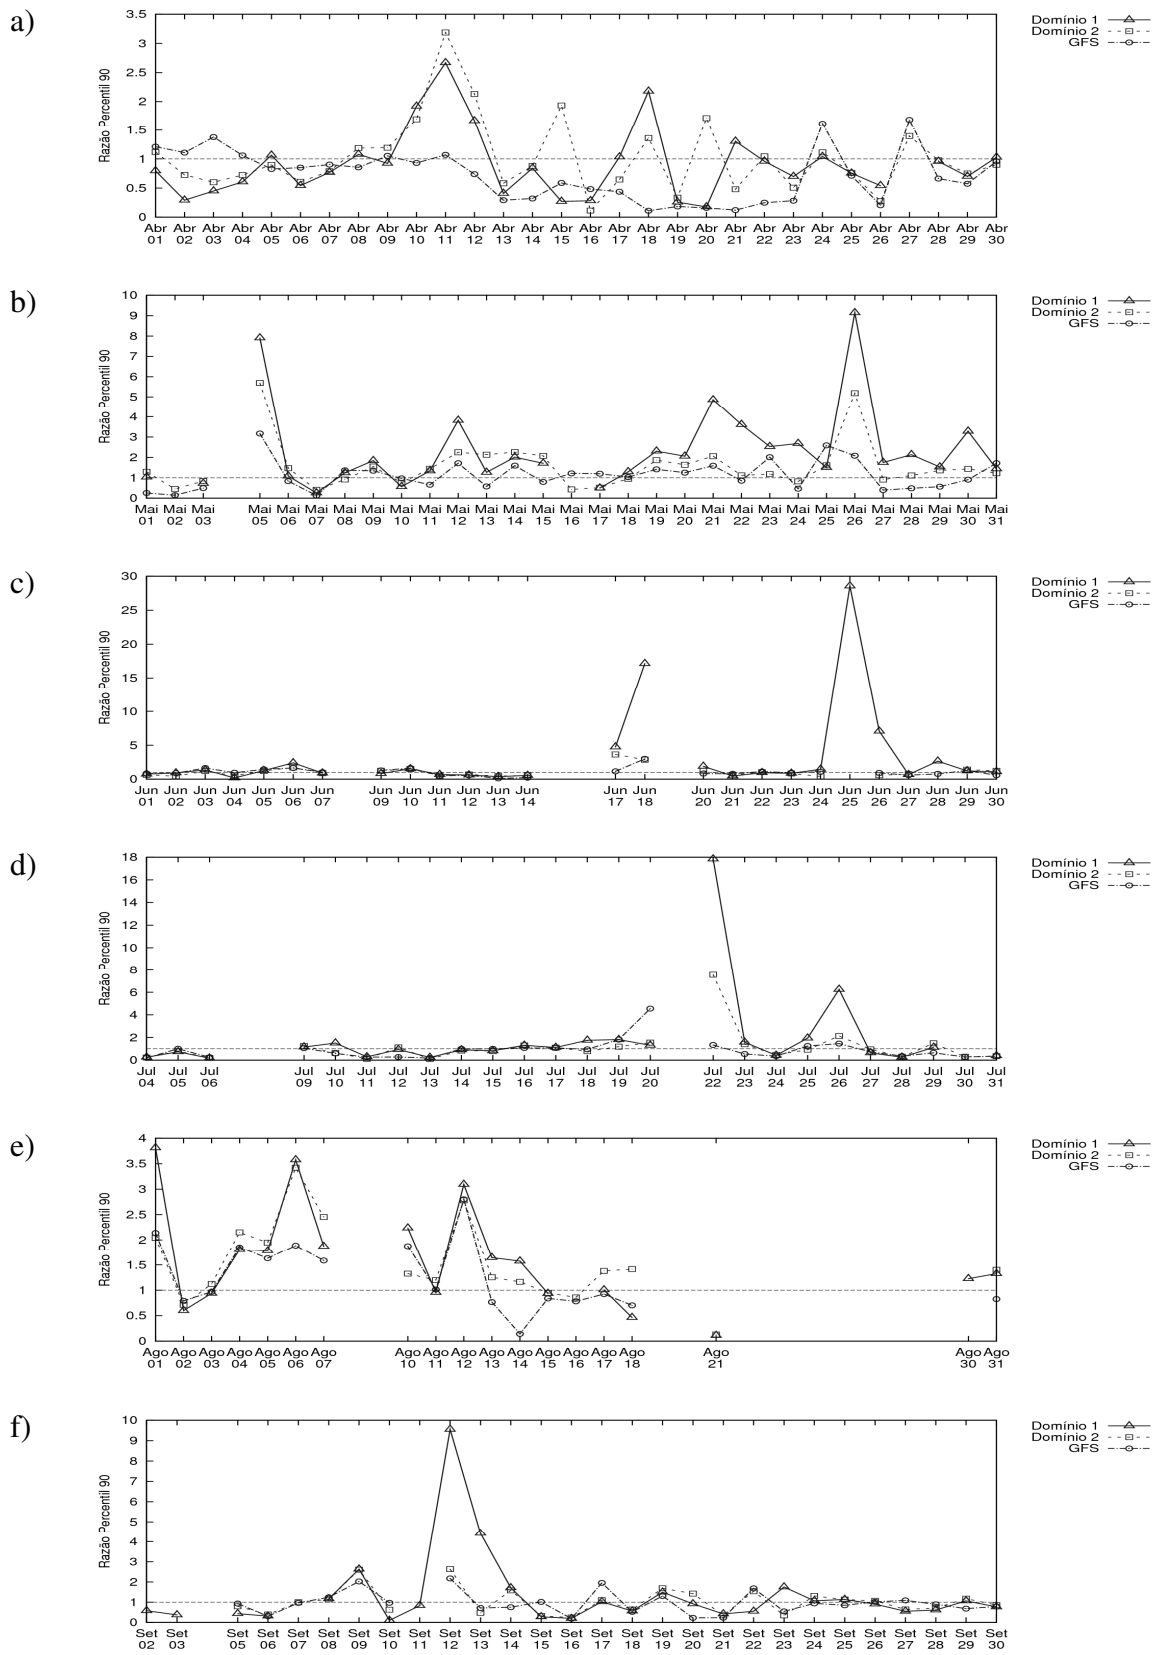 a)
3.5
3
2.5
2
1.5
1
0.5
0
Razão Percentil 90
Domínio 1
Domínio 2
GFS
Abr Abr Abr Abr Abr Abr Abr Abr Abr Abr Abr Abr Abr Abr Abr Abr Abr Abr Abr Abr Abr Abr Abr Abr Abr Abr Abr Abr Abr Abr
01 02 03 04 05 06 07 08 09 10 11 12 13 14 15 16 17 18 19 20 21 22 23 24 25 26 27 28 29 30
b)
10
9
8
7
6
5
4
3
2
1
0
Razão Percentil 90
Domínio 1
Domínio 2
GFS
Mai Mai Mai Mai Mai Mai Mai Mai Mai Mai Mai Mai Mai Mai Mai Mai Mai Mai Mai Mai Mai Mai Mai Mai Mai Mai Mai Mai Mai Mai
01 02 03 05 06 07 08 09 10 11 12 13 14 15 16 17 18 19 20 21 22 23 24 25 26 27 28 29 30 31
c)
30
25
20
15
10
5
0
Razão Percentil 90
Domínio 1
Domínio 2
GFS
Jun Jun Jun Jun Jun Jun Jun Jun Jun Jun Jun Jun Jun Jun Jun Jun Jun Jun Jun Jun Jun Jun Jun Jun Jun Jun
01 02 03 04 05 06 07 09 10 11 12 13 14 17 18 20 21 22 23 24 25 26 27 28 29 30
d)
18
16
14
12
10
8
6
4
2
0
Razão Percentil 90
Domínio 1
Domínio 2
GFS
Jul Jul Jul Jul Jul Jul Jul Jul Jul Jul Jul Jul Jul Jul Jul Jul Jul Jul Jul Jul Jul Jul Jul Jul Jul
04 05 06 09 10 11 12 13 14 15 16 17 18 19 20 22 23 24 25 26 27 28 29 30 31
e)
4
3.5
3
2.5
2
1.5
1
0.5
0
Razão Percentil 90
Domínio 1
Domínio 2
GFS
Ago Ago Ago Ago Ago Ago Ago Ago Ago Ago Ago Ago Ago Ago Ago Ago Ago Ago Ago
01 02 03 04 05 06 07 10 11 12 13 14 15 16 17 18 21 30 31
f)
10
9
8
7
6
5
4
3
2
1
0
Razão Percentil 90
Domínio 1
Domínio 2
GFS
Set Set Set Set Set Set Set Set Set Set Set Set Set Set Set Set Set Set Set Set Set Set Set Set Set Set Set Set
02 03 05 06 07 08 09 10 11 12 13 14 15 16 17 18 19 20 21 22 23 24 25 26 27 28 29 30